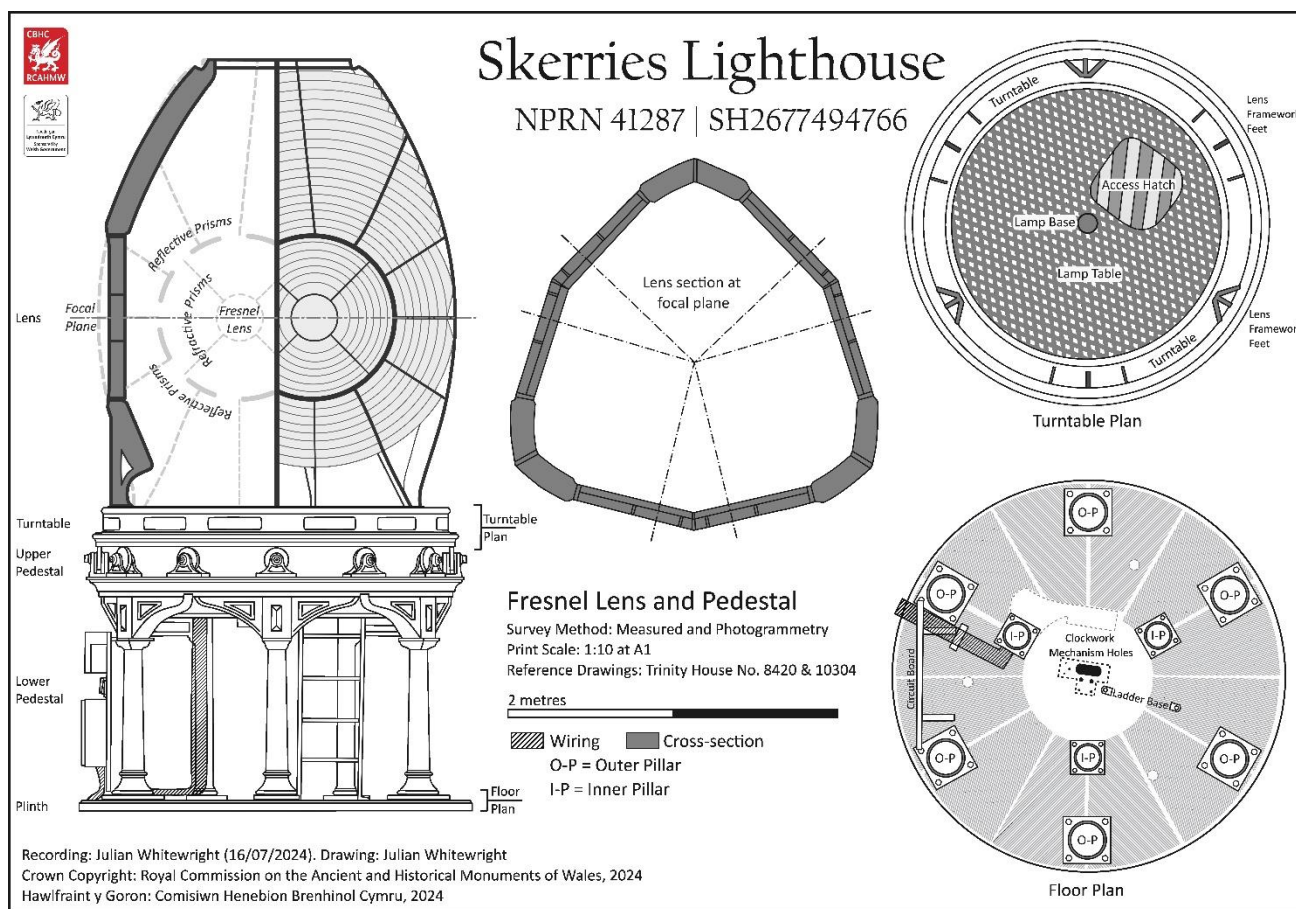 CBHC
RCAHMW
Skerries Lighthouse
NPRN 41287 | SH2677494766
Reflective Prisms
Refractive Prisms
Reflective Prisms
Fresnel
Lens
Focal
Plane
Lens
Turntable
Upper
Pedestal
Lower
Pedestal
Plinth
Turntable
Plan
Floor
Plan
Lens section at
focal plane
Turntable
Access Hatch
Lamp Base
Lamp Table
Turntable
Lens
Framework
Feet
Lens
Framework
Feet
Turntable Plan
Fresnel Lens and Pedestal
Survey Method: Measured and Photogrammetry
Print Scale: 1:10 at A1
Reference Drawings: Trinity House No. 8420 & 10304
2 metres
Wiring
Cross-section
O-P = Outer Pillar
I-P = Inner Pillar
O-P
O-P
O-P
I-P
I-P
Clockwork
Mechanism Holes
Circuit Board
Ladder Base
O-P
I-P
O-P
O-P
Floor Plan
Recording: Julian Whitewright (16/07/2024). Drawing: Julian Whitewright
Crown Copyright: Royal Commission on the Ancient and Historical Monuments of Wales, 2024
Hawlfraint y Goron: Comisiwn Henebion Brenhinol Cymru, 2024